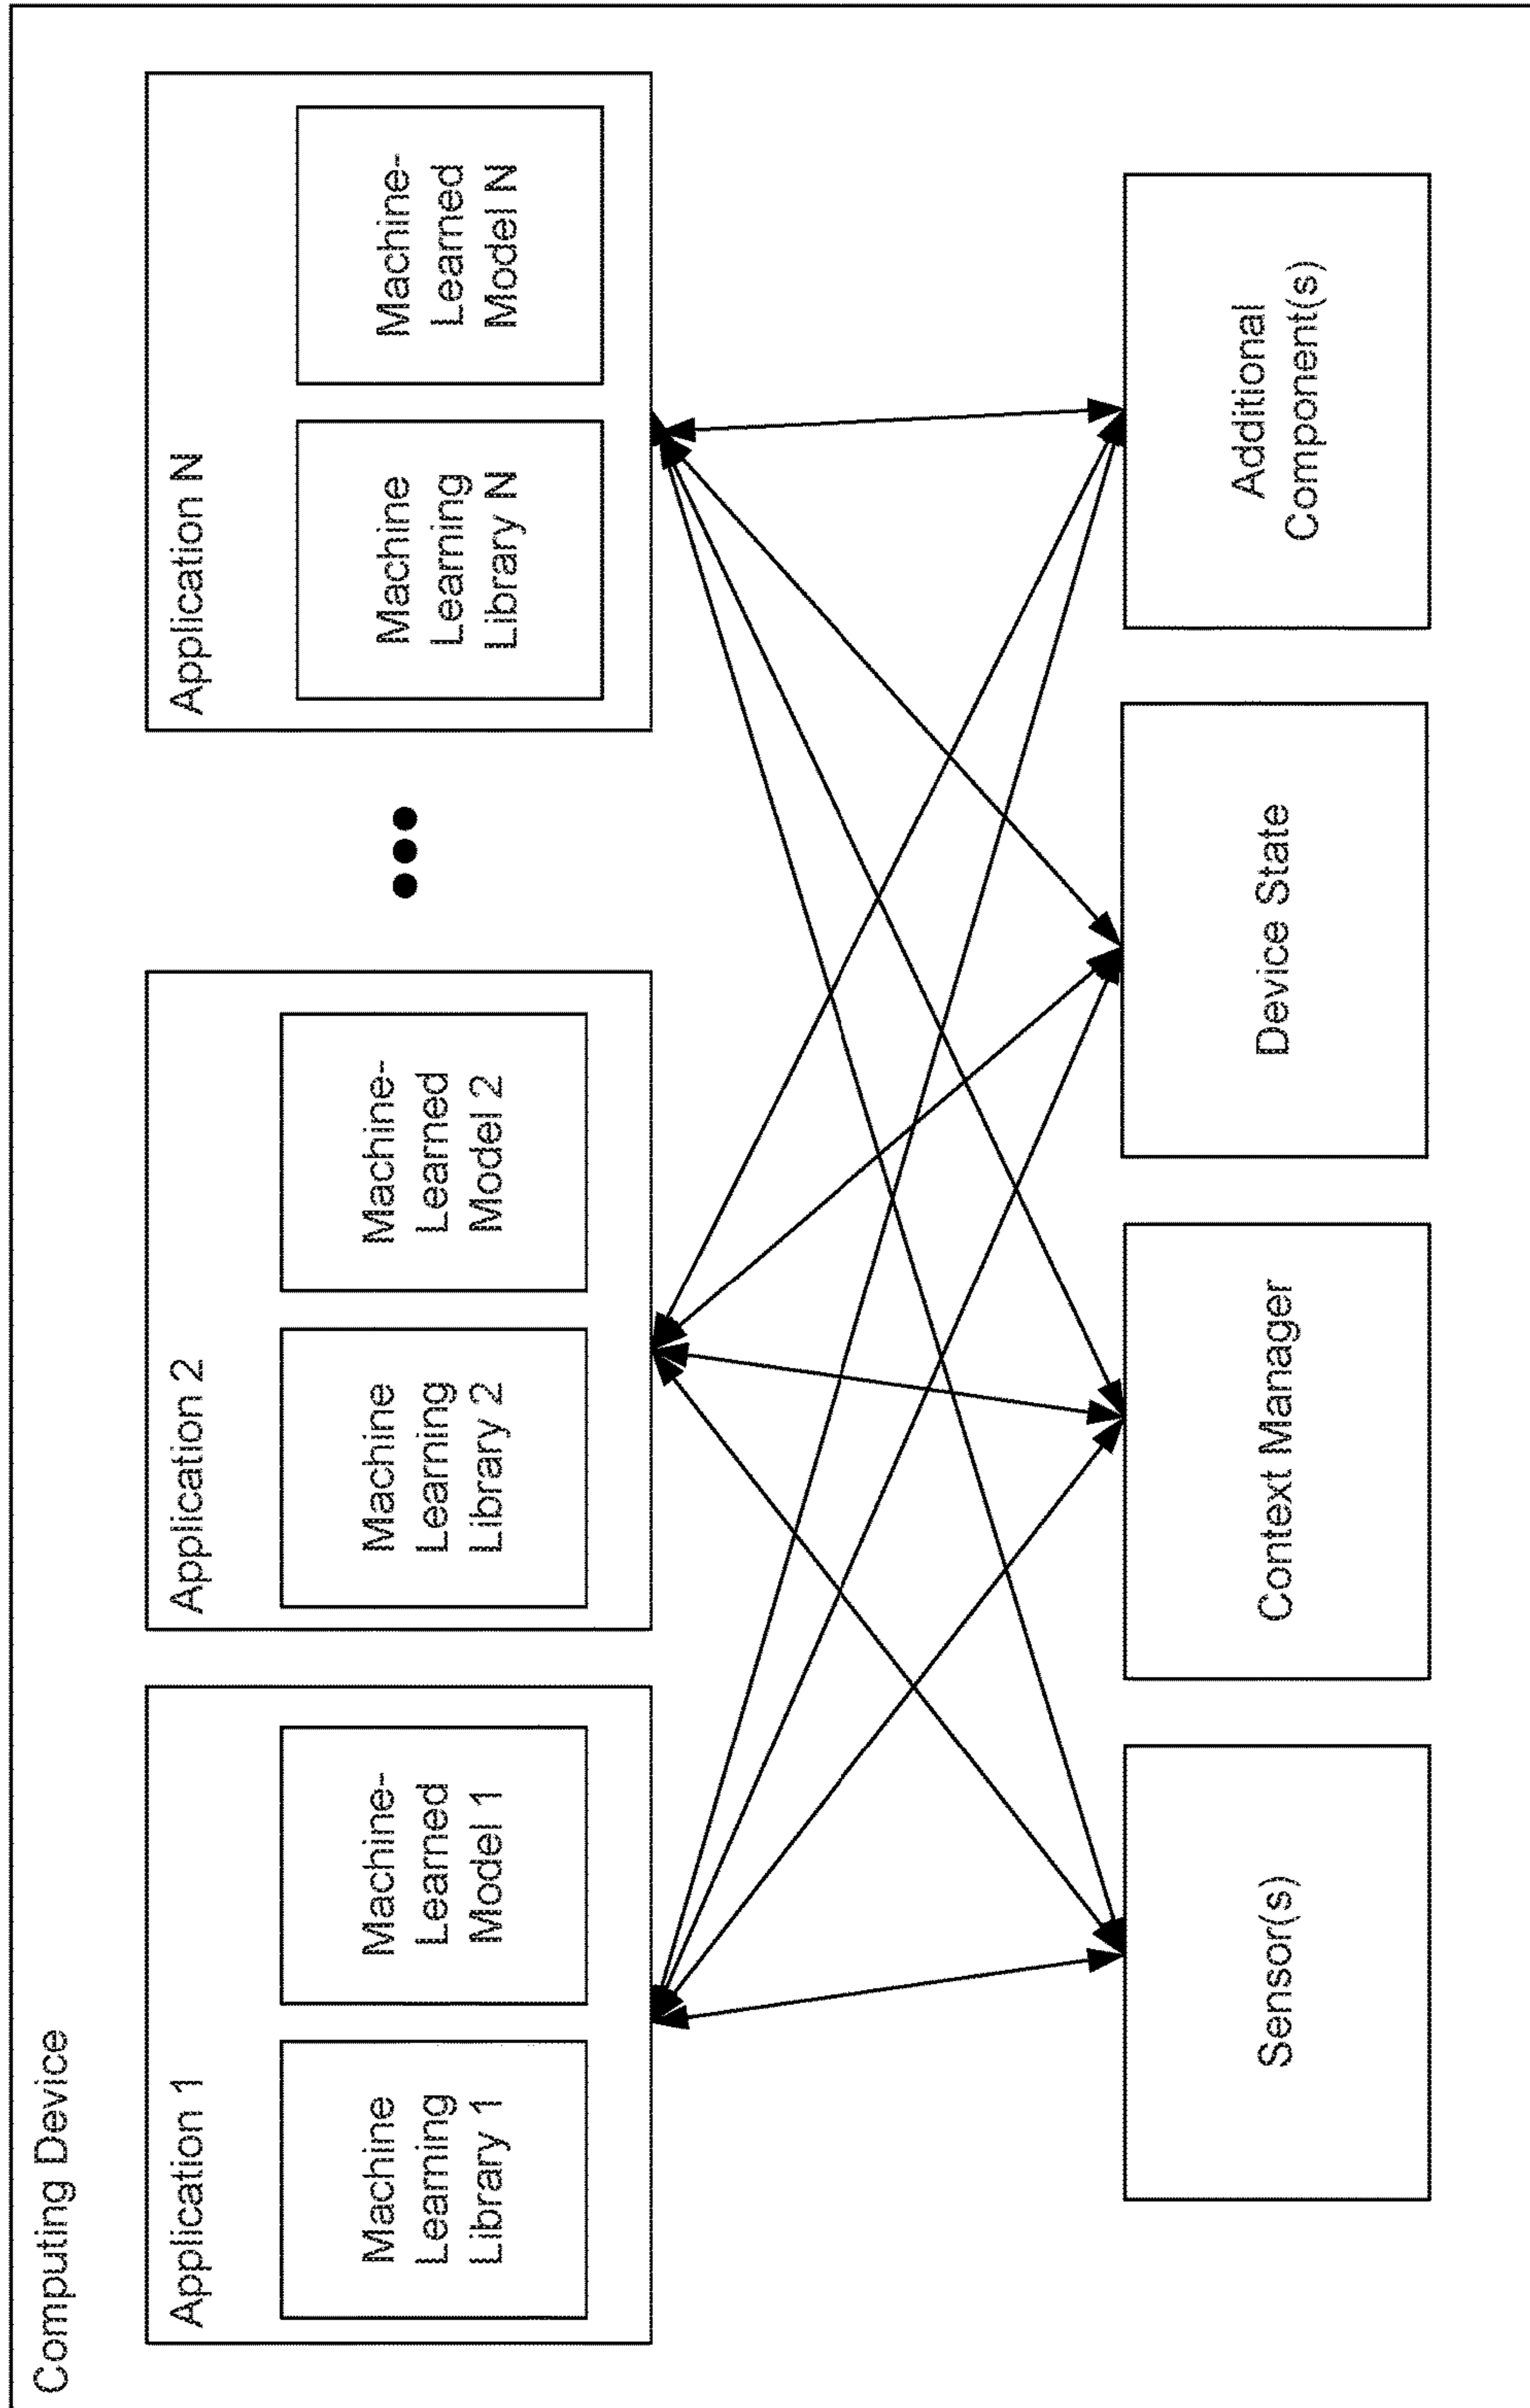 Computing Device
Application 1
Machine
Learning
Library 1
Machine-
Learned
Model 1
Application 2
Machine
Learning
Library 2
Machine-
Learned
Model 2
Application N
Machine
Learning
Library N
Machine-
Learned
Model N
Sensor(s)
Context Manager
Device State
Additional
Component(s)